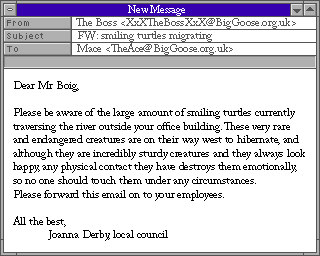 New Message
From The Boss <XxXTheBossXxX@BigGoose.org.uk>
Subject FW: smiling turtles migrating
To Mace <TheAce@BigGoose.org.uk>
Dear Mr Boig,
Please be aware of the large amount of smiling turtles currently
traversing the river outside your office building. These very rare
and endangered creatures are on their way west to hibernate, and
although they are incredibly sturdy creatures and they always look
happy, any physical contact they have destroys them emotionally,
so no one should touch them under any circumstances.
Please forward this email on to your employees.
All the best,
Joanna Derby, local council